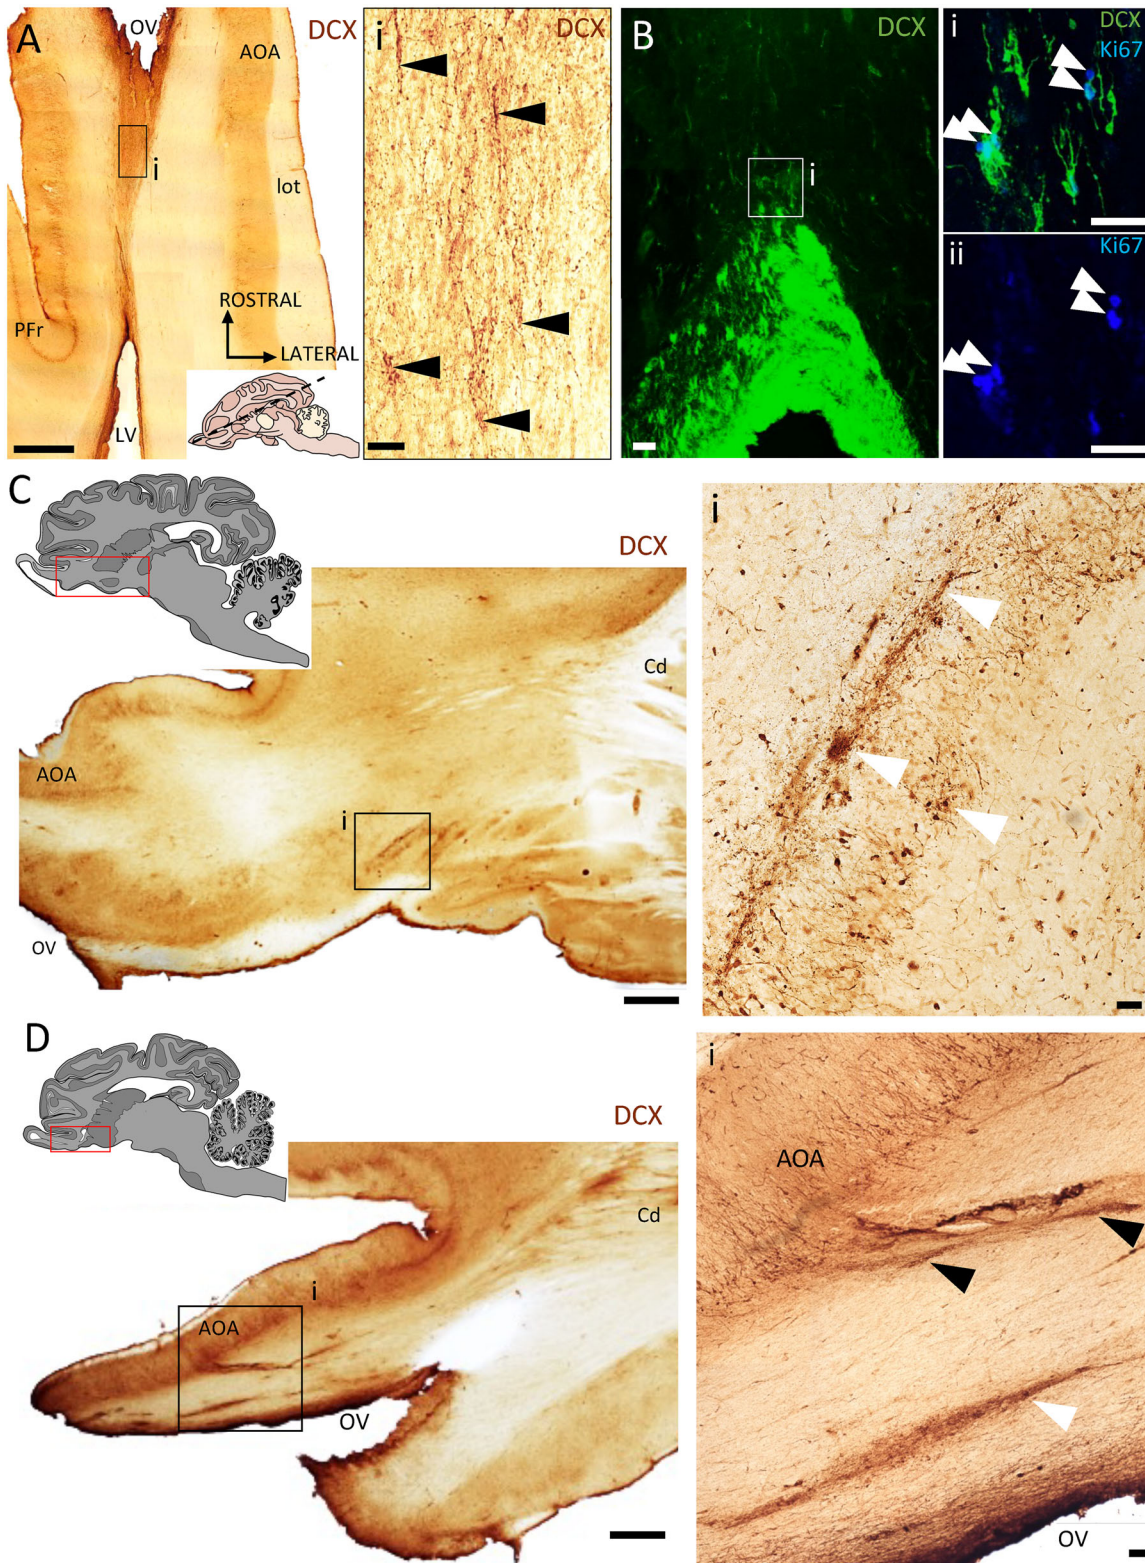 A
OV
DCX
AOA
i
lot
PFr
ROSTRAL
LATERAL
LV
i
DCX
B
DCX
i
i
DCX
Ki67
ii
Ki67
C
DCX
Cd
AOA
i
OV
i
D
DCX
Cd
i
AOA
OV
i
AOA
OV